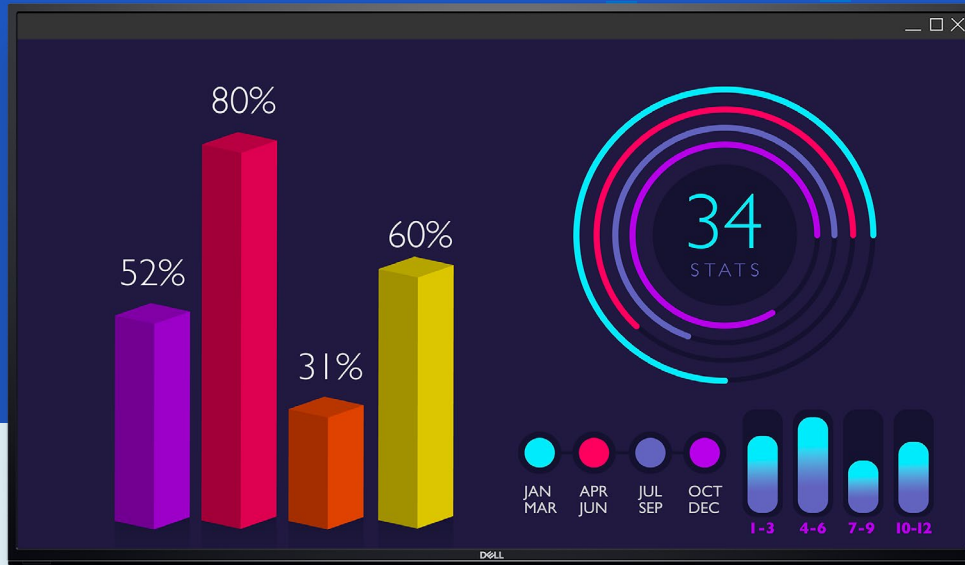 80%
52%
60%
31%
34
STATS
JAN
MAR
APR
JUN
JUL
SEP
OCT
DEC
1-3
4-6
7-9
10-12
DELL